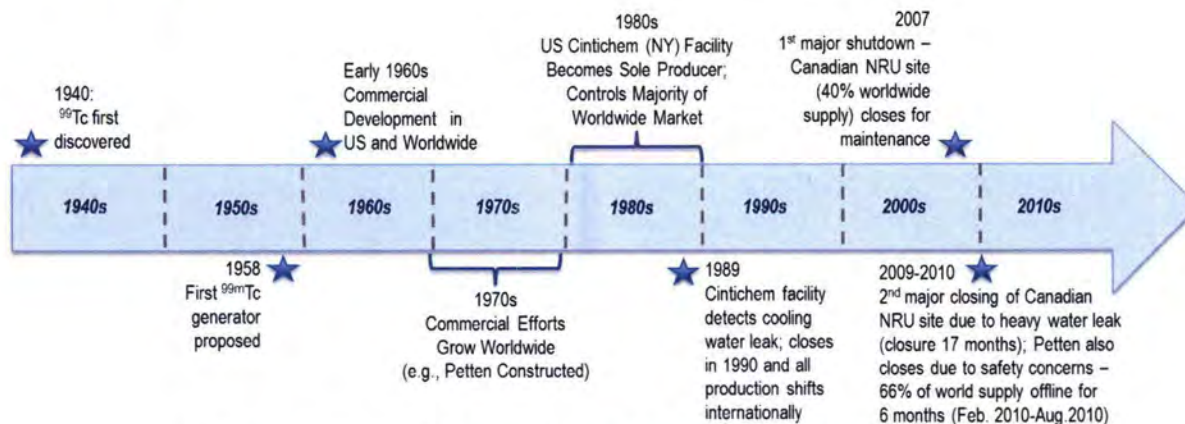 1940:
⁹⁹Tc first
discovered
Early 1960s
Commercial
Development in
US and Worldwide
1980s
US Cintichem (NY) Facility
Becomes Sole Producer;
Controls Majority of
Worldwide Market
2007
1ˢᵗ major shutdown –
Canadian NRU site
(40% worldwide
supply) closes for
maintenance
1940s
1950s
1960s
1970s
1980s
1990s
2000s
2010s
1958
First ⁹⁹ᵐTc
generator
proposed
1970s
Commercial Efforts
Grow Worldwide
(e.g., Petten Constructed)
1989
Cintichem facility
detects cooling
water leak; closes
in 1990 and all
production shifts
internationally
2009-2010
2ⁿᵈ major closing of Canadian
NRU site due to heavy water leak
(closure 17 months); Petten also
closes due to safety concerns –
66% of world supply offline for
6 months (Feb. 2010-Aug.2010)